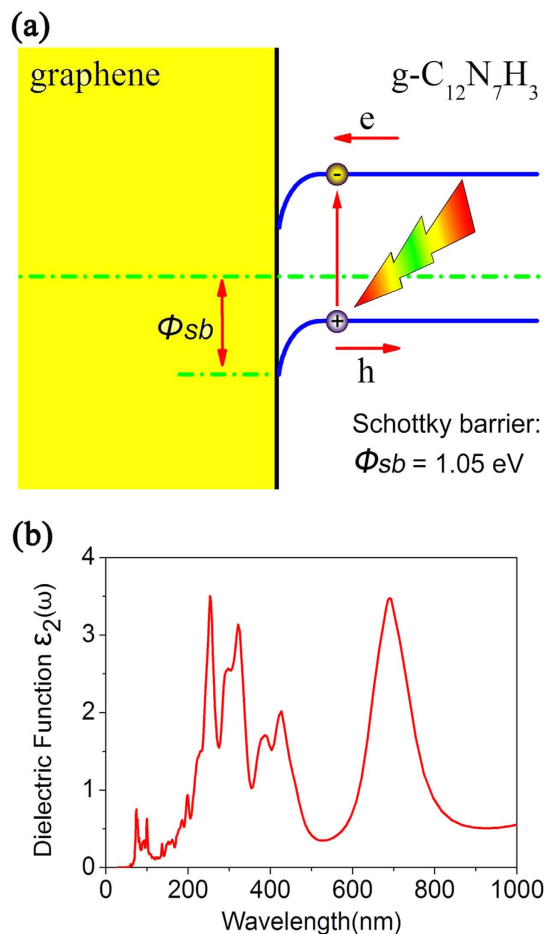 (a)
graphene
g-C₁₂N₇H₃
e
-
Φsb
+
h
Schottky barrier:
Φsb = 1.05 eV
(b)
4
3
2
1
0
Dielectric Function ε₂(ω)
0 200 400 600 800 1000
Wavelength(nm)